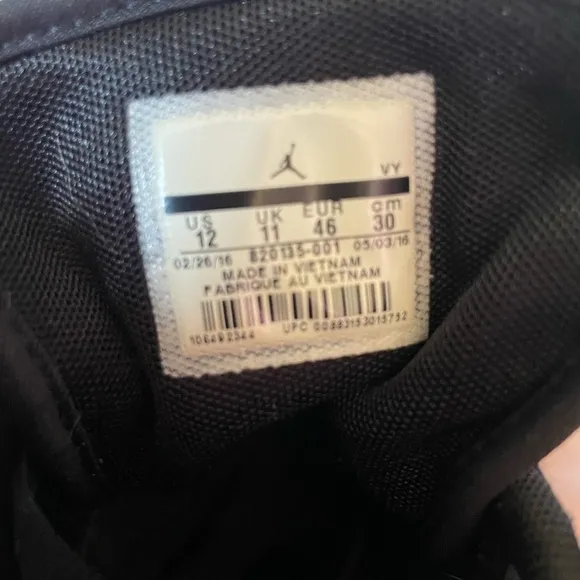 VY
US UK EUR cm
12 11 46 30
02/26/16 820135-001 05/03/16
MADE IN VIETNAM
FABRIQUE AU VIETNAM
106492344 UPC 00883153015752